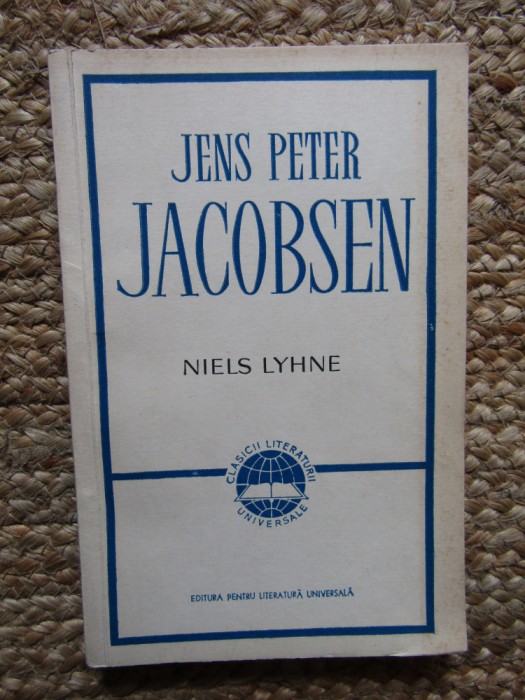 JENS PETER
JACOBSEN
NIELS LYHNE
CLASICII LITERATURII
UNIVERSALE
EDITURA PENTRU LITERATURĂ UNIVERSALĂ